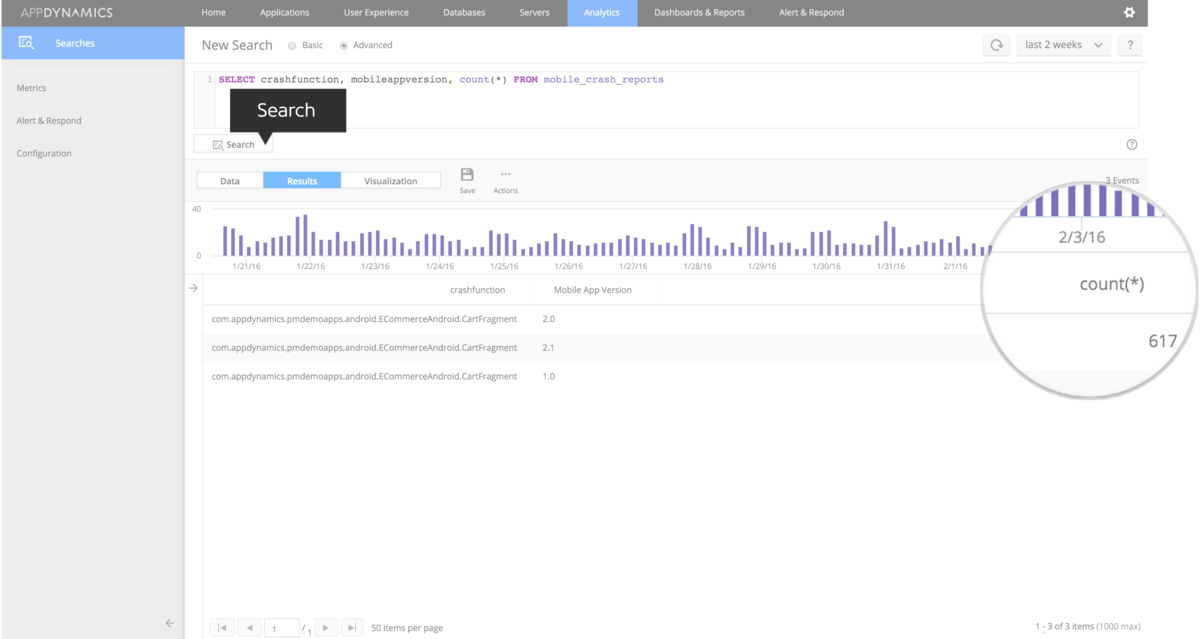 APPDYNAMICS
Home Applications User Experience Databases Servers Analytics Dashboards & Reports Alert & Respond
Searches
Metrics
Alert & Respond
Configuration
New Search Basic Advanced last 2 weeks ?
1 SELECT crashfunction, mobileappversion, count(*) FROM mobile_crash_reports
Search
Search ?
Data Results Visualization Save Actions 3 Events
40
0
1/21/16 1/22/16 1/23/16 1/24/16 1/25/16 1/26/16 1/27/16 1/28/16 1/29/16 1/30/16 1/31/16 2/1/16 2/3/16
crashfunction Mobile App Version count(*)
com.appdynamics.pmdemoapps.android.ECommerceAndroid.CartFragment 2.0 617
com.appdynamics.pmdemoapps.android.ECommerceAndroid.CartFragment 2.1
com.appdynamics.pmdemoapps.android.ECommerceAndroid.CartFragment 1.0
1 / 1 50 items per page 1 - 3 of 3 items (1000 max)